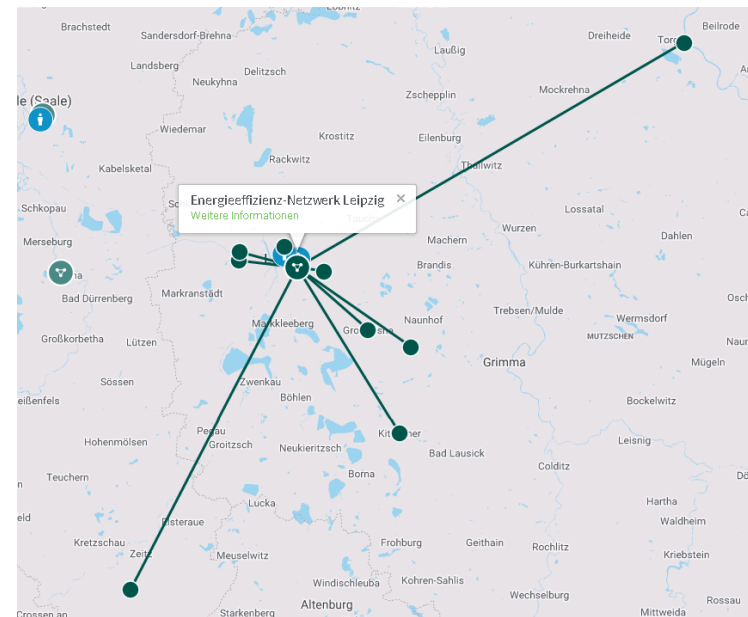 Brachstedt
Sandersdorf-Brehna
Löbnitz
Laußig
Dreiheide
Beilrode
Landsberg
Delitzsch
Neukyhna
Mockrehna
Zschepplin
Wiedemar
Krostitz
Eilenburg
Kabelsketal
Rackwitz
Thallwitz
Energieeffizienz-Netzwerk Leipzig ×
Weitere Informationen
Schkopau
Lossatal
Merseburg
Wurzen
Machern
Dahlen
Brandis
Kühren-Burkartshain
Bad Dürrenberg
Markranstädt
Trebsen/Mulde
Wermsdorf
Naunhof
Markkleeberg
MUTZSCHEN
Großkorbetha
Lützen
Grimma
Mügeln
Sössen
Zwenkau
Böhlen
Bockelwitz
Pegau
Hohenmölsen
Groitzsch
Neukieritzsch
Bad Lausick
Leisnig
Colditz
Teuchern
Borna
Lucka
Hartha
Elsteraue
Waldheim
Kretzschau
Zeitz
Meuselwitz
Frohburg
Geithain
Rochlitz
Kriebstein
Windischleuba
Kohren-Sahlis
Wechselburg
Altenburg
Rossau
Starkenberg
Mittweida